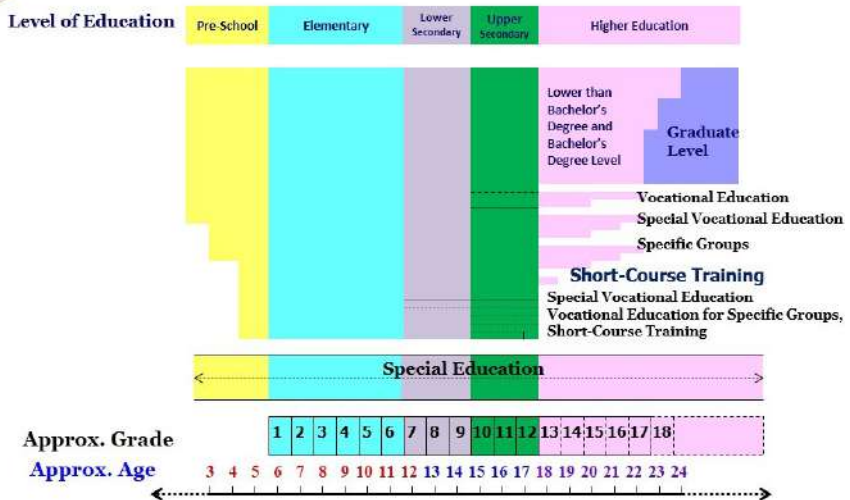 Level of Education
Pre-School
Elementary
Lower
Secondary
Upper
Secondary
Higher Education
Lower than
Bachelor's
Degree and
Bachelor's
Degree Level
Graduate
Level
Vocational Education
Special Vocational Education
Specific Groups
Short-Course Training
Special Vocational Education
Vocational Education for Specific Groups,
Short-Course Training
Special Education
Approx. Grade
1 2 3 4 5 6 7 8 9 10 11 12 13 14 15 16 17 18
Approx. Age
3 4 5 6 7 8 9 10 11 12 13 14 15 16 17 18 19 20 21 22 23 24